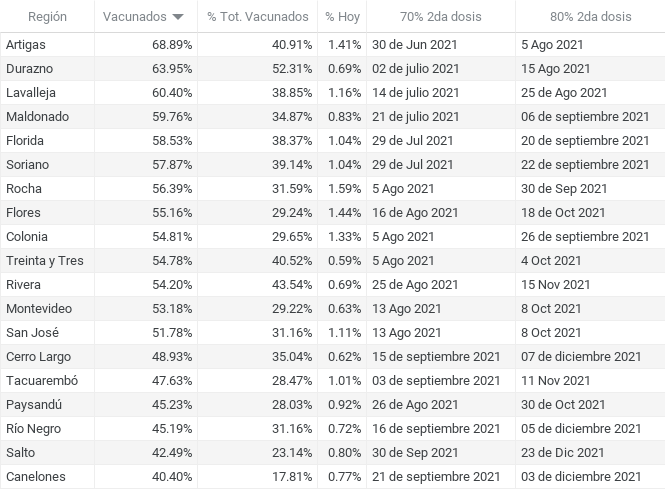 Región Vacunados % Tot. Vacunados % Hoy 70% 2da dosis 80% 2da dosis
Artigas 68.89% 40.91% 1.41% 30 de Jun 2021 5 Ago 2021
Durazno 63.95% 52.31% 0.69% 02 de julio 2021 15 Ago 2021
Lavalleja 60.40% 38.85% 1.16% 14 de julio 2021 25 de Ago 2021
Maldonado 59.76% 34.87% 0.83% 21 de julio 2021 06 de septiembre 2021
Florida 58.53% 38.37% 1.04% 29 de Jul 2021 20 de septiembre 2021
Soriano 57.87% 39.14% 1.04% 29 de Jul 2021 22 de septiembre 2021
Rocha 56.39% 31.59% 1.59% 5 Ago 2021 30 de Sep 2021
Flores 55.16% 29.24% 1.44% 16 de Ago 2021 18 de Oct 2021
Colonia 54.81% 29.65% 1.33% 5 Ago 2021 26 de septiembre 2021
Treinta y Tres 54.78% 40.52% 0.59% 5 Ago 2021 4 Oct 2021
Rivera 54.20% 43.54% 0.69% 25 de Ago 2021 15 Nov 2021
Montevideo 53.18% 29.22% 0.63% 13 Ago 2021 8 Oct 2021
San José 51.78% 31.16% 1.11% 13 Ago 2021 8 Oct 2021
Cerro Largo 48.93% 35.04% 0.62% 15 de septiembre 2021 07 de diciembre 2021
Tacuarembó 47.63% 28.47% 1.01% 03 de septiembre 2021 11 Nov 2021
Paysandú 45.23% 28.03% 0.92% 26 de Ago 2021 30 de Oct 2021
Río Negro 45.19% 31.16% 0.72% 16 de septiembre 2021 05 de diciembre 2021
Salto 42.49% 23.14% 0.80% 30 de Sep 2021 23 de Dic 2021
Canelones 40.40% 17.81% 0.77% 21 de septiembre 2021 03 de diciembre 2021